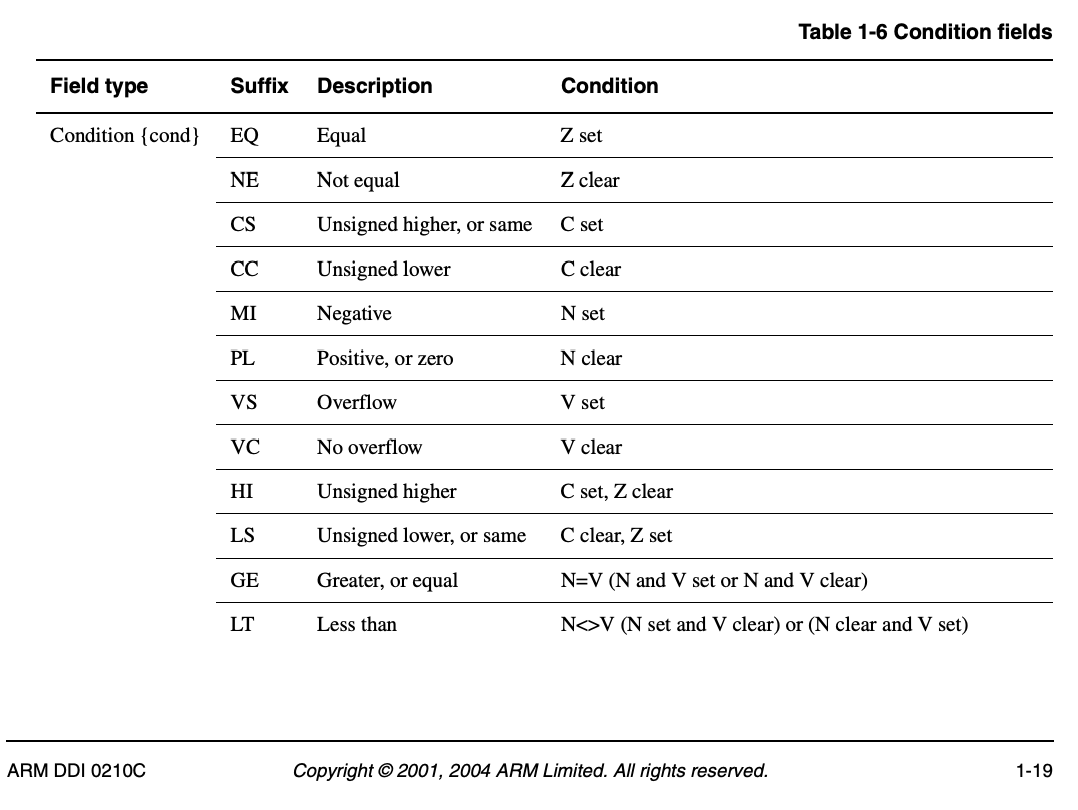 Table 1-6 Condition fields
Field type Suffix Description Condition
Condition {cond} EQ Equal Z set
NE Not equal Z clear
CS Unsigned higher, or same C set
CC Unsigned lower C clear
MI Negative N set
PL Positive, or zero N clear
VS Overflow V set
VC No overflow V clear
HI Unsigned higher C set, Z clear
LS Unsigned lower, or same C clear, Z set
GE Greater, or equal N=V (N and V set or N and V clear)
LT Less than N<>V (N set and V clear) or (N clear and V set)
ARM DDI 0210C Copyright © 2001, 2004 ARM Limited. All rights reserved. 1-19